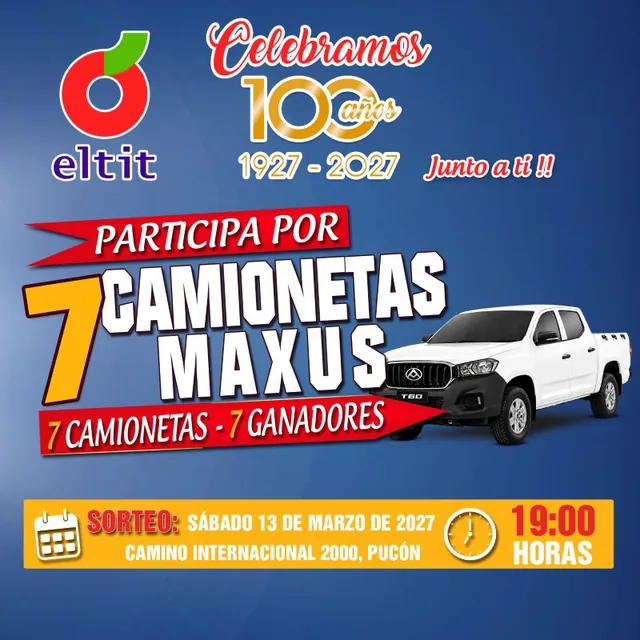 eltit
Celebramos
100 años
1927 - 2027
Junto a ti !!
PARTICIPA POR
7 CAMIONETAS
MAXUS
T60
7 CAMIONETAS - 7 GANADORES
SORTEO: SÁBADO 13 DE MARZO DE 2027
CAMINO INTERNACIONAL 2000, PUCÓN
19:00
HORAS